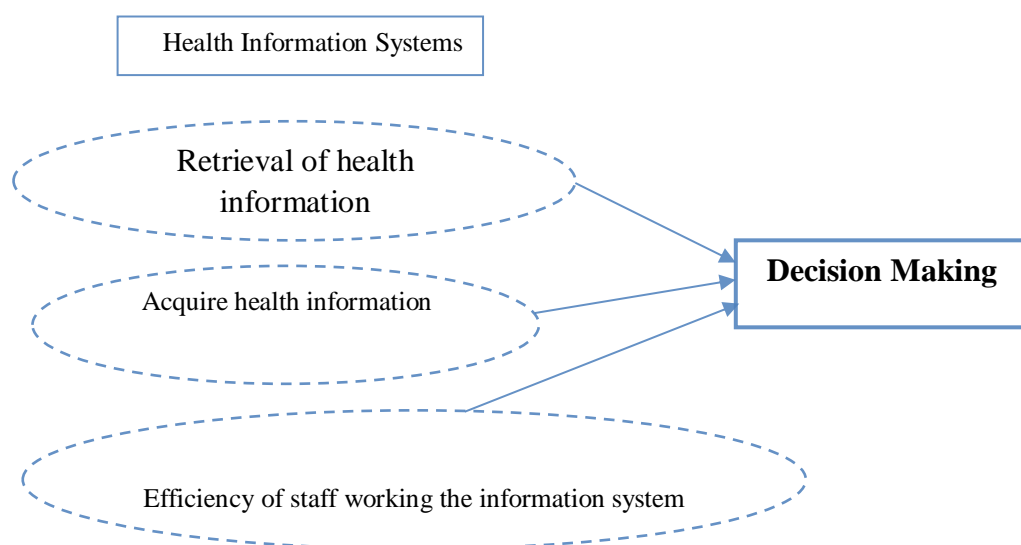 Health Information Systems
Retrieval of health
information
Decision Making
Acquire health information
Efficiency of staff working the information system